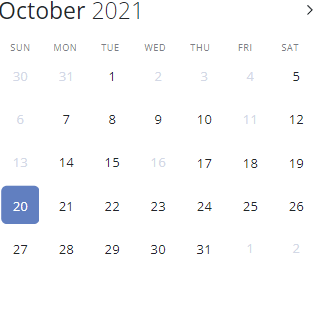 October 2021
SUN MON TUE WED THU FRI SAT
30 31 1 2 3 4 5
6 7 8 9 10 11 12
13 14 15 16 17 18 19
20 21 22 23 24 25 26
27 28 29 30 31 1 2